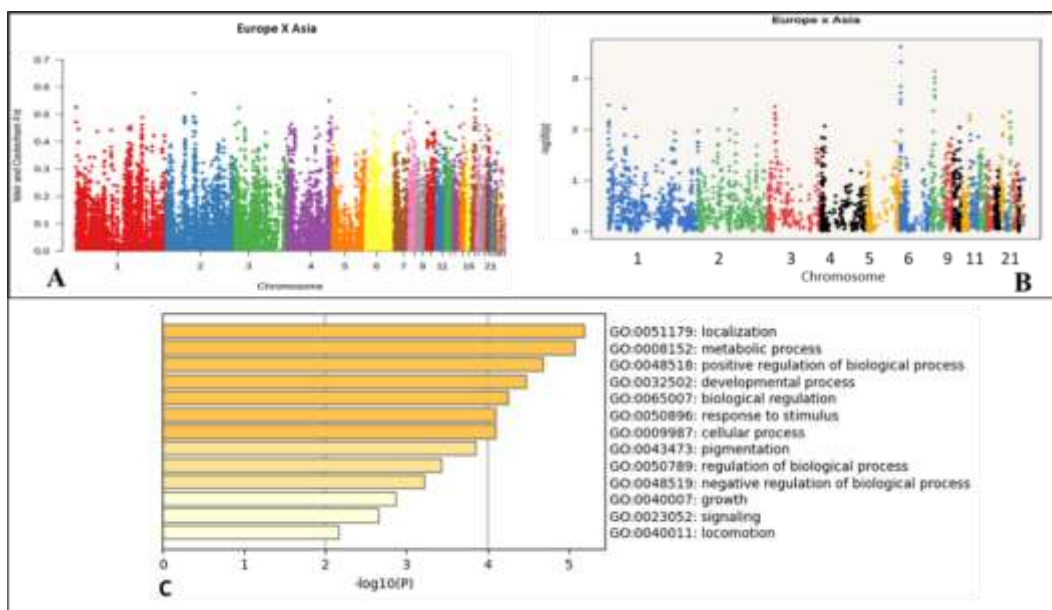 Europe X Asia
0.7
0.6
0.5
0.4
0.3
0.2
0.1
0.0
1 2 3 4 5 6 7 9 11 15 21
Chromosome
A
Europe x Asia
3
2
1
0
1 2 3 4 5 6 9 11 21
Chromosome
B
GO:0051179: localization
GO:0008152: metabolic process
GO:0048518: positive regulation of biological process
GO:0032502: developmental process
GO:0065007: biological regulation
GO:0050896: response to stimulus
GO:0009987: cellular process
GO:0043473: pigmentation
GO:0050789: regulation of biological process
GO:0048519: negative regulation of biological process
GO:0040007: growth
GO:0023052: signaling
GO:0040011: locomotion
0 1 2 3 4 5
-log10(P)
C